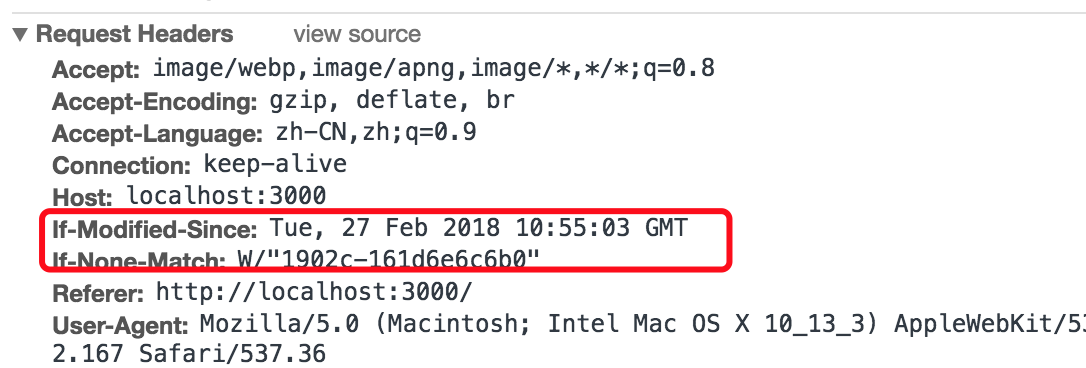 ▼ Request Headers view source
Accept: image/webp,image/apng,image/*,*/*;q=0.8
Accept-Encoding: gzip, deflate, br
Accept-Language: zh-CN,zh;q=0.9
Connection: keep-alive
Host: localhost:3000
If-Modified-Since: Tue, 27 Feb 2018 10:55:03 GMT
If-None-Match: W/"1902c-161d6e6c6b0"
Referer: http://localhost:3000/
User-Agent: Mozilla/5.0 (Macintosh; Intel Mac OS X 10_13_3) AppleWebKit/53
2.167 Safari/537.36